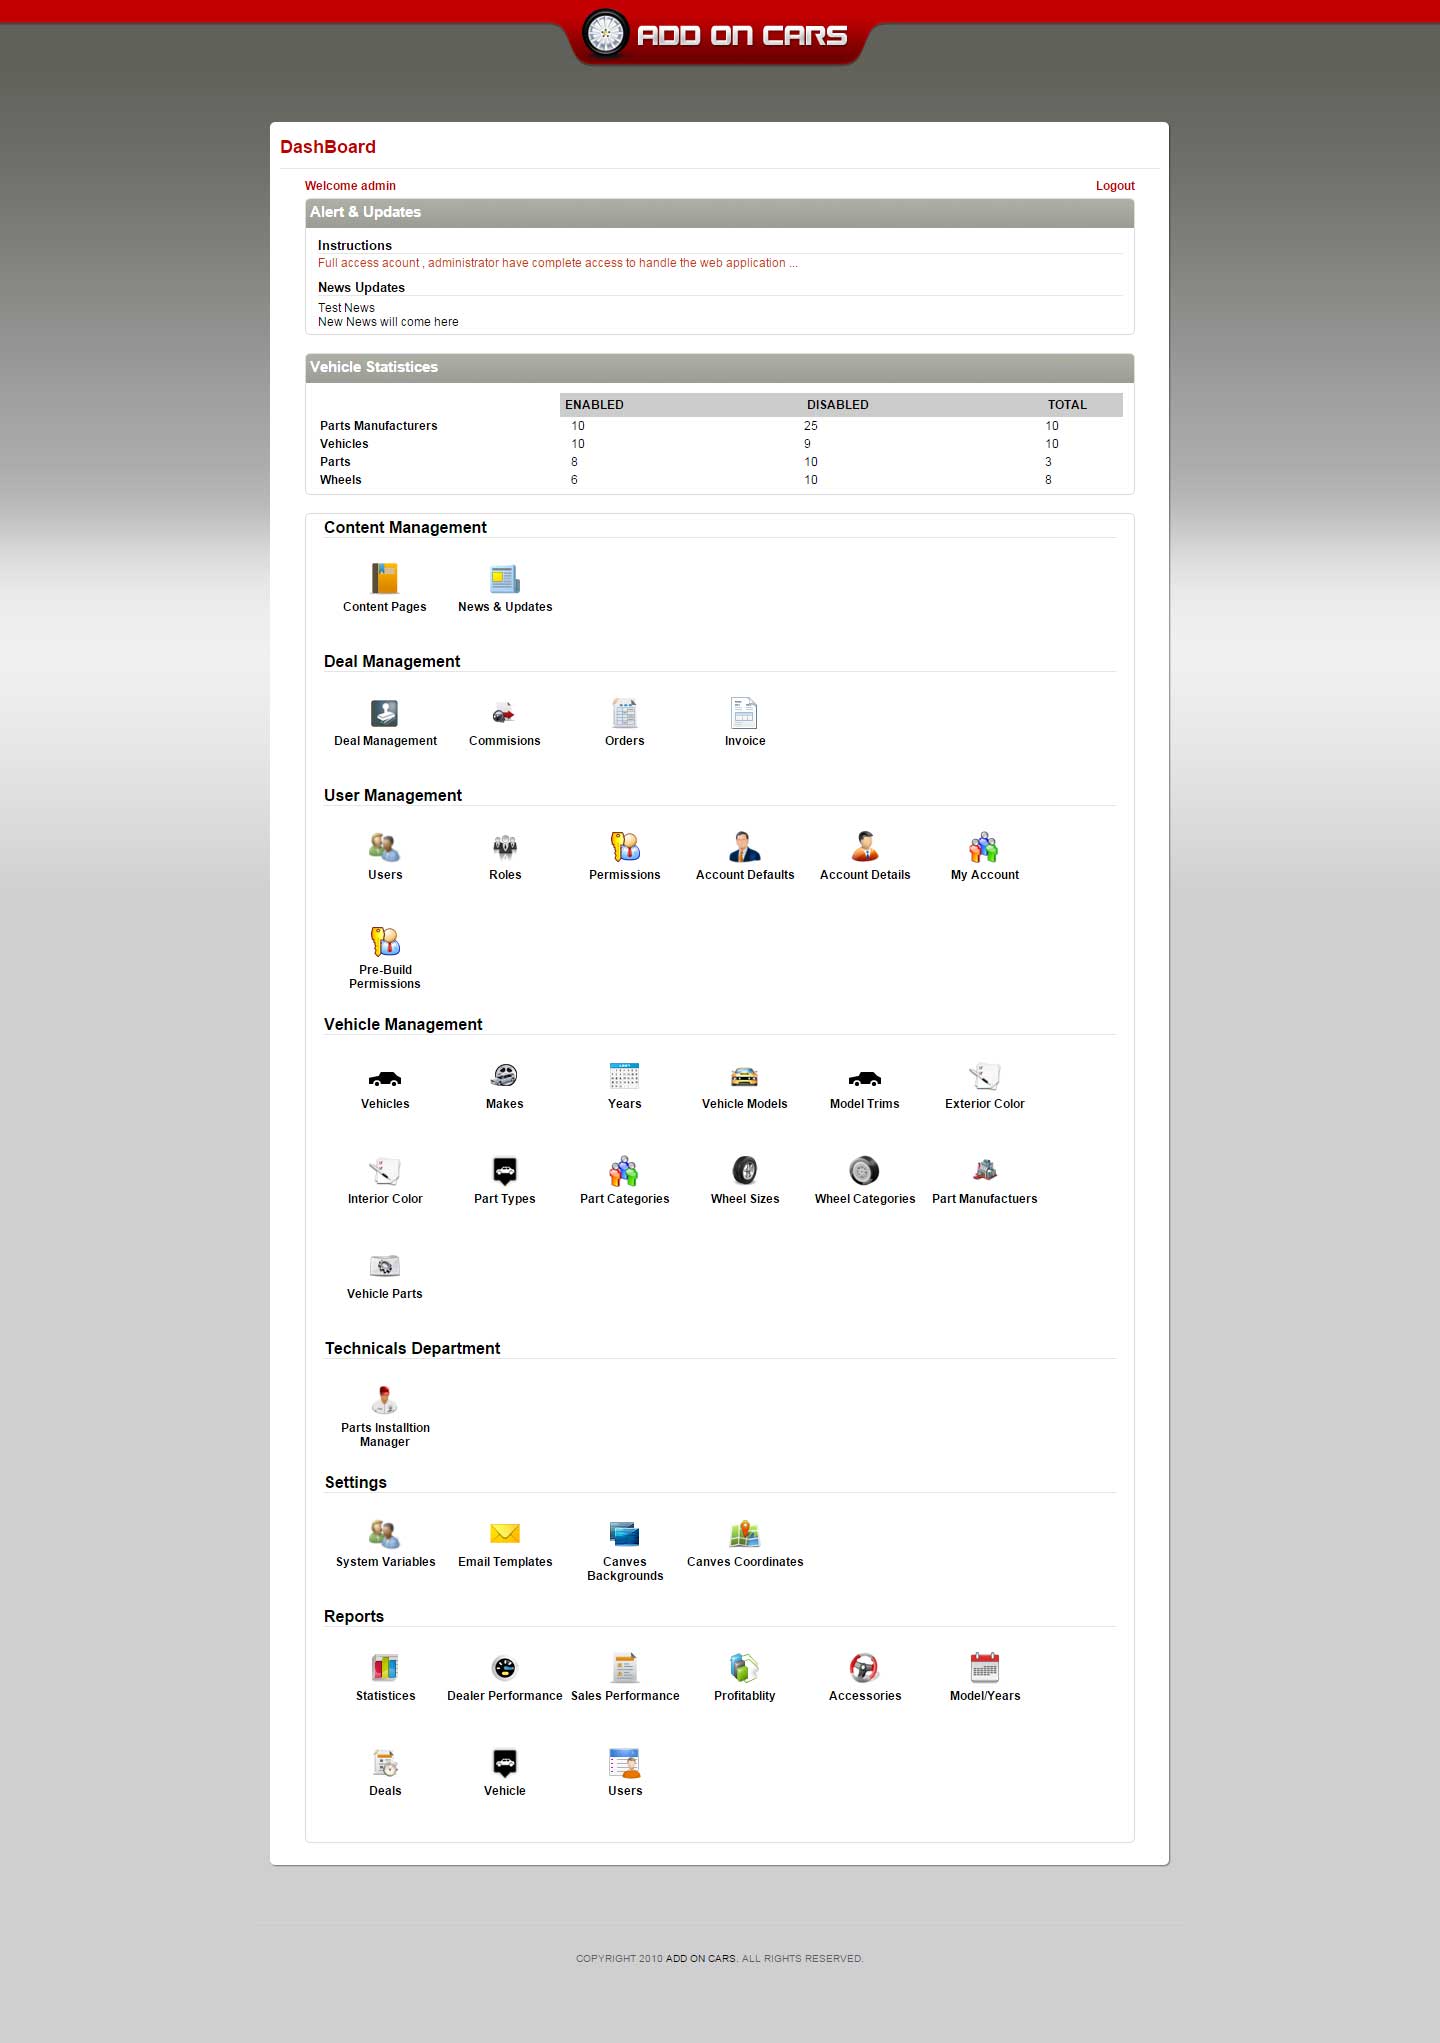 ADD ON CARS
DashBoard
Welcome admin
Logout
Alert & Updates
Instructions
Full access acount , administrator have complete access to handle the web application ...
News Updates
Test News
New News will come here
Vehicle Statistices
ENABLED DISABLED TOTAL
Parts Manufacturers 10 25 10
Vehicles 10 9 10
Parts 8 10 3
Wheels 6 10 8
Content Management
Content Pages News & Updates
Deal Management
Deal Management Commisions Orders Invoice
User Management
Users Roles Permissions Account Defaults Account Details My Account
Pre-Build
Permissions
Vehicle Management
Vehicles Makes Years Vehicle Models Model Trims Exterior Color
Interior Color Part Types Part Categories Wheel Sizes Wheel Categories Part Manufactuers
Vehicle Parts
Technicals Department
Parts Installtion
Manager
Settings
System Variables Email Templates Canves Canves Coordinates
Backgrounds
Reports
Statistices Dealer Performance Sales Performance Profitablity Accessories Model/Years
Deals Vehicle Users
COPYRIGHT 2010 ADD ON CARS. ALL RIGHTS RESERVED.